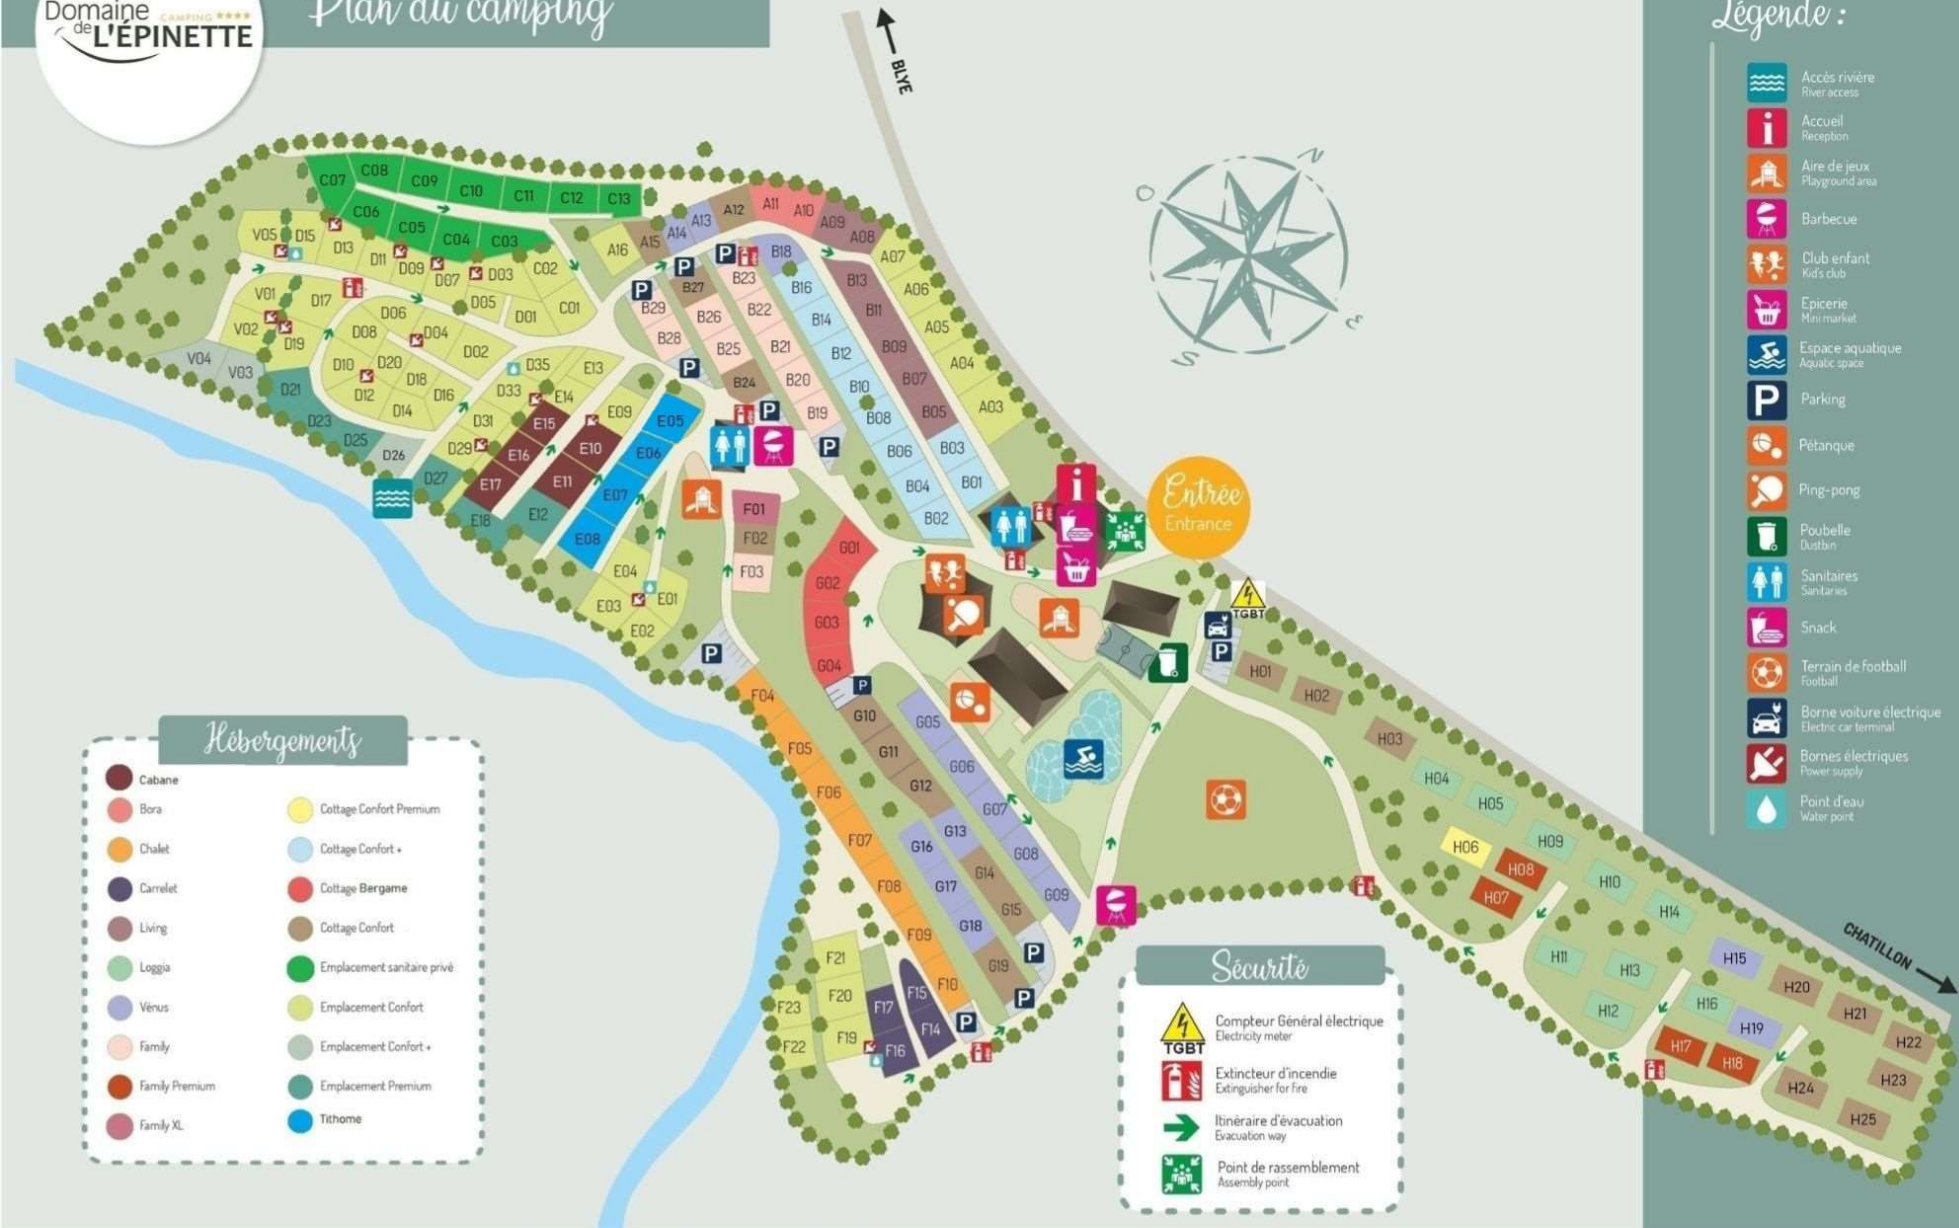 Domaine
CAMPING ****
de L'ÉPINETTE
Plan du camping
BLYE
N
O
E
S
Légende :
Accès rivière
River access
Accueil
Reception
Aire de jeux
Playground area
Barbecue
Club enfant
Kid's club
Epicerie
Mini market
Espace aquatique
Aquatic space
P
Parking
Pétanque
Ping-pong
Poubelle
Dustbin
Sanitaires
Sanitaries
Snack
Terrain de football
Football
Borne voiture électrique
Electric car terminal
Bornes électriques
Power supply
Point d'eau
Water point
C07
C08
C09
C10
C11
C12
C13
C06
C05
C04
C03
C02
C01
V05
D15
D13
D11
D09
D07
D03
D05
D01
V01
V02
D17
D19
V04
V03
D06
D08
D04
D02
D10
D20
D18
D12
D14
D16
D21
D23
D25
D26
D27
D35
D33
D31
D29
E13
E14
E15
E16
E17
E18
E09
E10
E11
E12
E05
E06
E07
E08
E04
E03
E01
E02
A16
A15
A14
A13
A12
A11
A10
A09
A08
A07
A06
A05
A04
A03
P
P
P
P
P
P
B29
B28
B27
B26
B25
B24
B23
B22
B21
B20
B19
B18
B16
B14
B12
B10
B08
B06
B04
B02
B13
B11
B09
B07
B05
B03
B01
Entrée
Entrance
F01
F02
F03
G01
G02
G03
G04
P
P
TGBT
P
F04
F05
F06
F07
F08
F09
F10
G10
G11
G12
G05
G06
G07
G08
G09
G13
G14
G15
G16
G17
G18
G19
P
P
P
F21
F20
F19
F23
F22
F17
F16
F15
F14
H01
H02
H03
H04
H05
H06
H09
H08
H07
H10
H14
H11
H13
H12
H15
H16
H19
H17
H18
H20
H21
H22
H23
H24
H25
CHATILLON
Hébergements
Cabane
Bora
Chalet
Carrelet
Living
Loggia
Vénus
Family
Family Premium
Family XL
Cottage Confort Premium
Cottage Confort +
Cottage Bergame
Cottage Confort
Emplacement sanitaire privé
Emplacement Confort
Emplacement Confort +
Emplacement Premium
Tithome
Sécurité
TGBT
Compteur Général électrique
Electricity meter
Extincteur d'incendie
Extinguisher for fire
Itinéraire d'évacuation
Evacuation way
Point de rassemblement
Assembly point